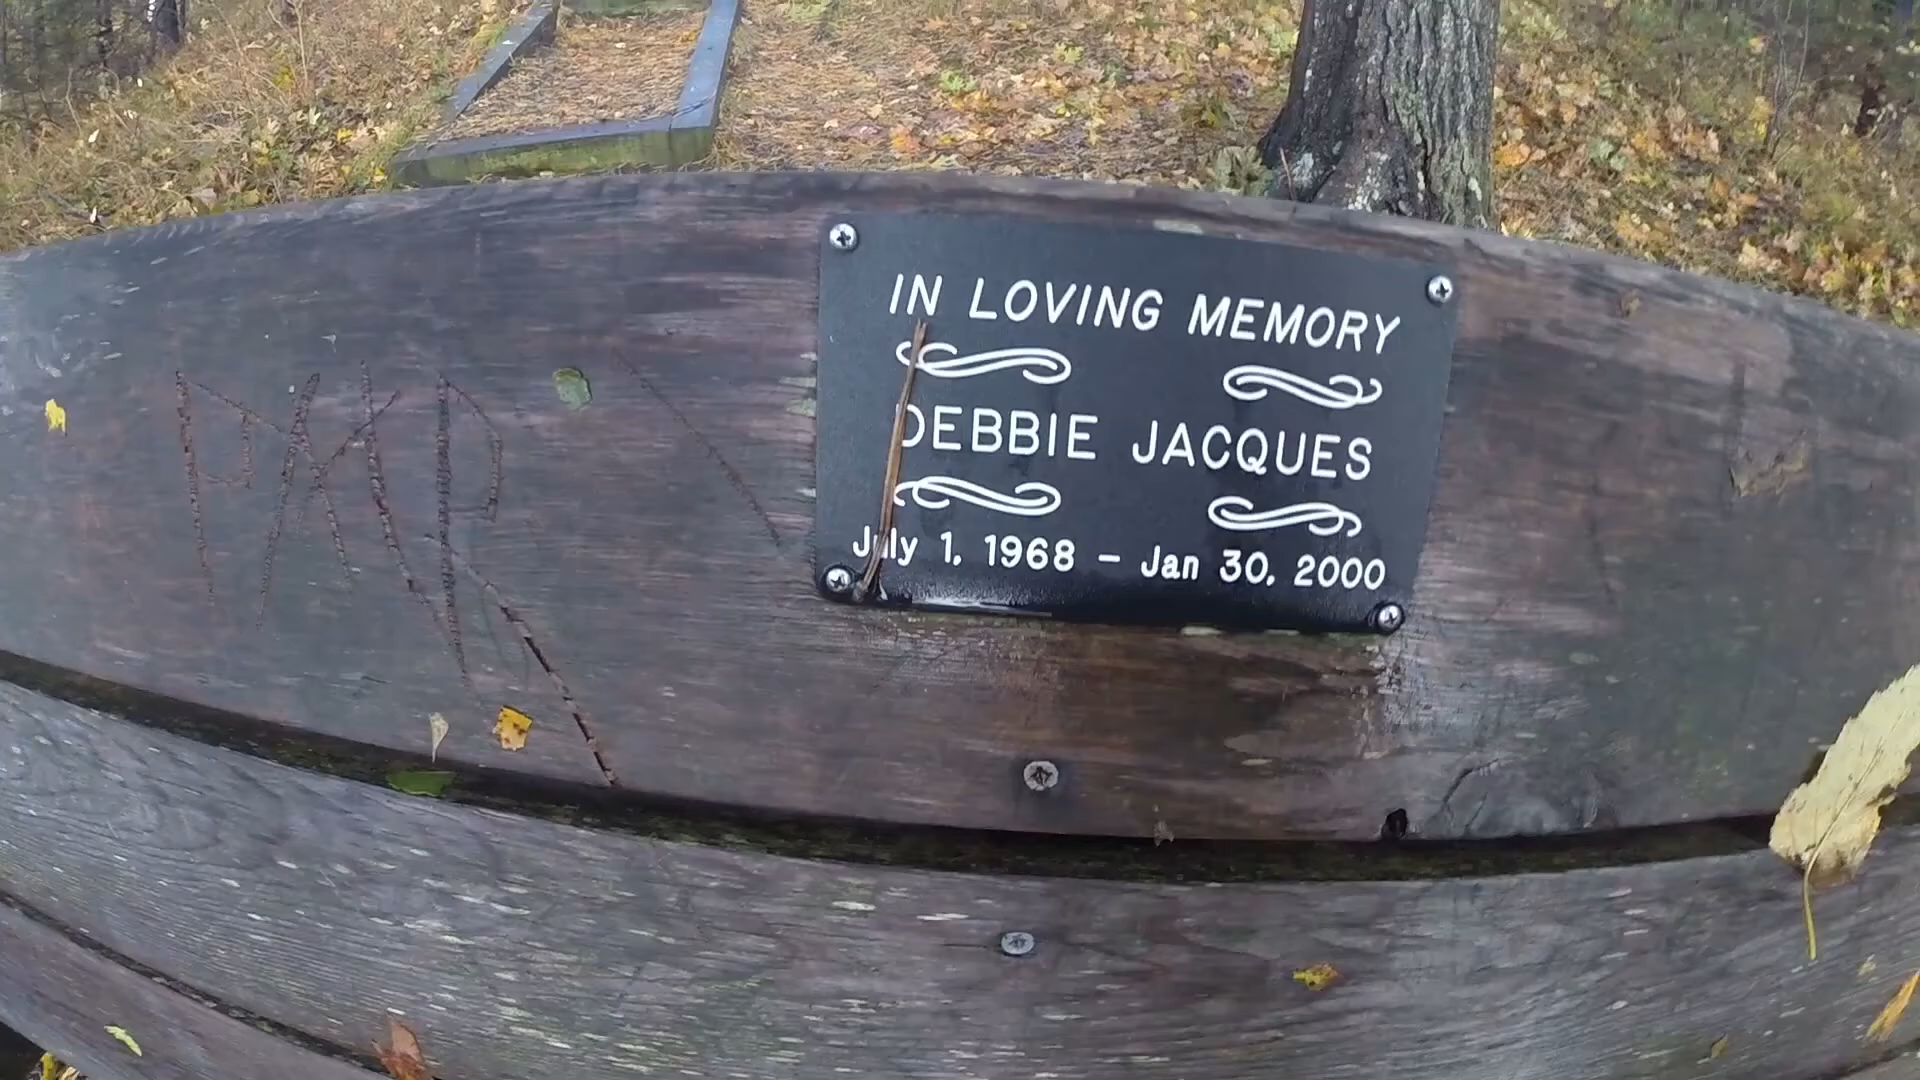 IN LOVING MEMORY
DEBBIE JACQUES
July 1, 1968 - Jan 30, 2000